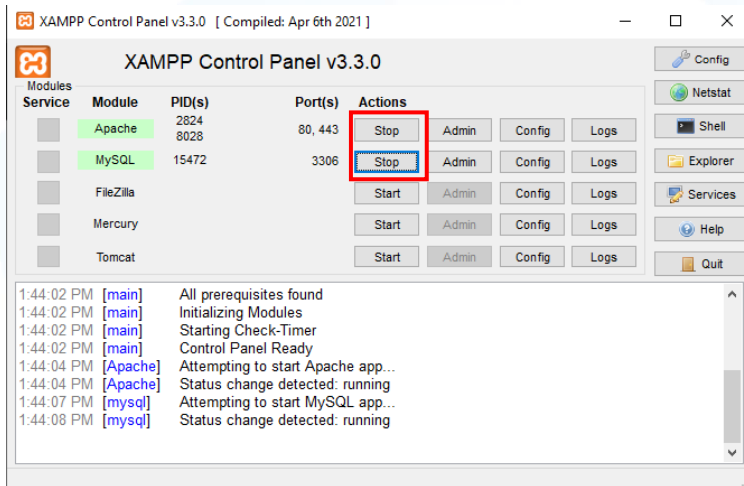 XAMPP Control Panel v3.3.0 [ Compiled: Apr 6th 2021 ]
XAMPP Control Panel v3.3.0
Config
Modules
Service Module PID(s) Port(s) Actions
Netstat
Apache 2824 8028 80, 443 Stop Admin Config Logs
Shell
MySQL 15472 3306 Stop Admin Config Logs
Explorer
FileZilla Start Admin Config Logs
Services
Mercury Start Admin Config Logs
Help
Tomcat Start Admin Config Logs
Quit
1:44:02 PM [main] All prerequisites found
1:44:02 PM [main] Initializing Modules
1:44:02 PM [main] Starting Check-Timer
1:44:02 PM [main] Control Panel Ready
1:44:04 PM [Apache] Attempting to start Apache app...
1:44:04 PM [Apache] Status change detected: running
1:44:07 PM [mysql] Attempting to start MySQL app...
1:44:08 PM [mysql] Status change detected: running